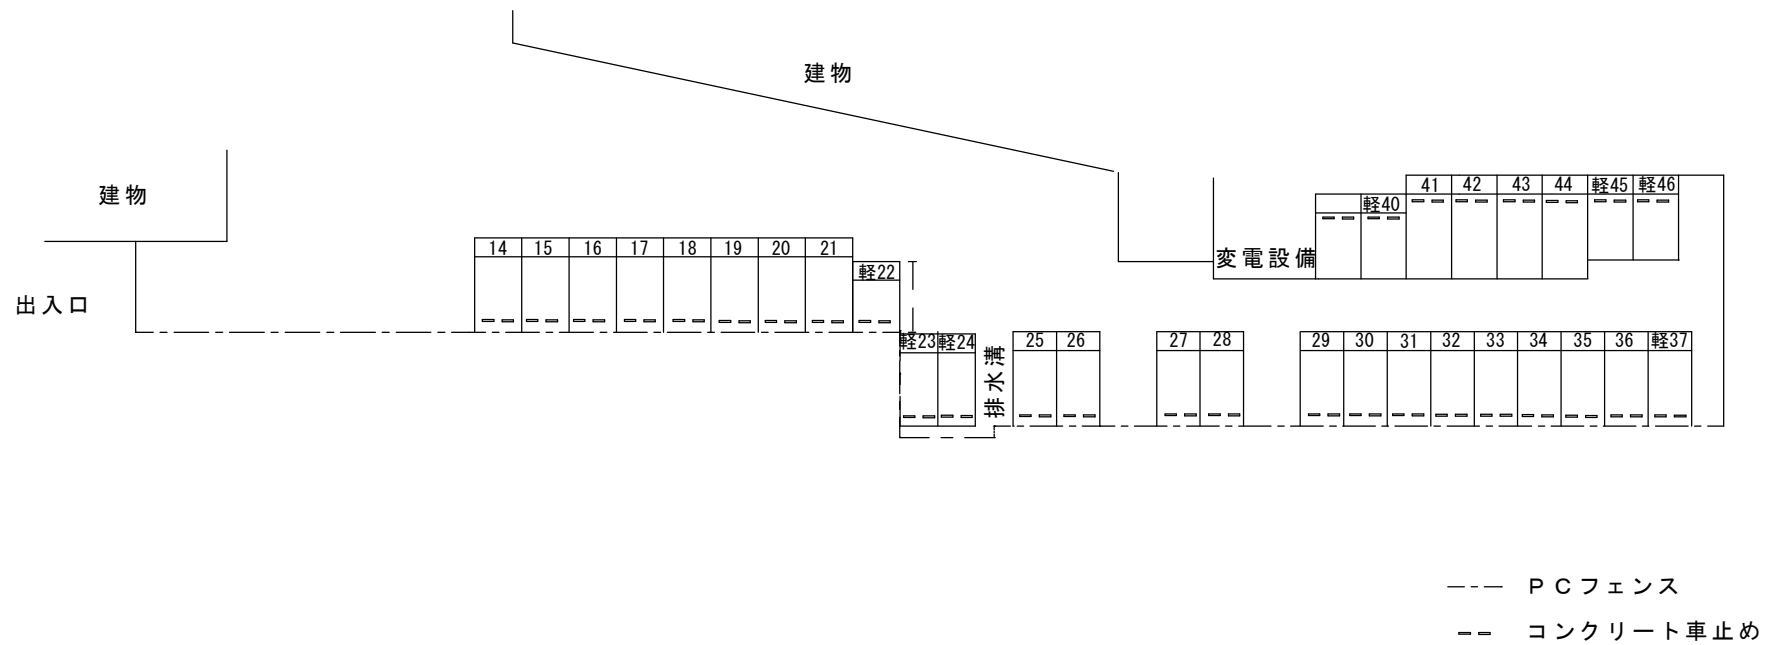 建物
建物
41 42 43 44 軽45 軽46
軽40
14 15 16 17 18 19 20 21
変電設備
軽22
出入口
軽23 軽24
排水溝
25 26 27 28 29 30 31 32 33 34 35 36 軽37
ＰＣフェンス
コンクリート車止め